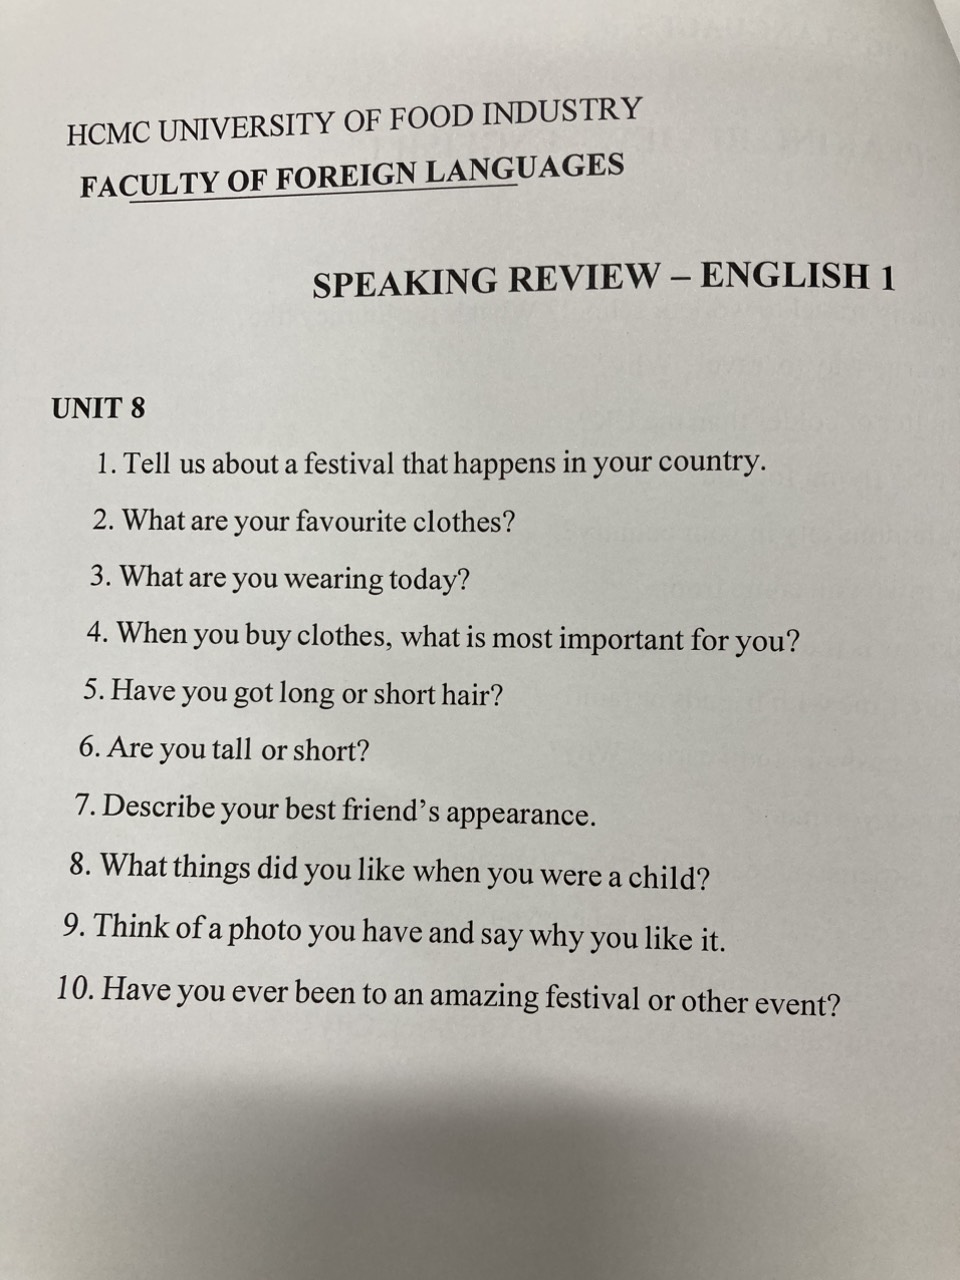 HCMC UNIVERSITY OF FOOD INDUSTRY
FACULTY OF FOREIGN LANGUAGES
SPEAKING REVIEW – ENGLISH 1
UNIT 8
1. Tell us about a festival that happens in your country.
2. What are your favourite clothes?
3. What are you wearing today?
4. When you buy clothes, what is most important for you?
5. Have you got long or short hair?
6. Are you tall or short?
7. Describe your best friend’s appearance.
8. What things did you like when you were a child?
9. Think of a photo you have and say why you like it.
10. Have you ever been to an amazing festival or other event?